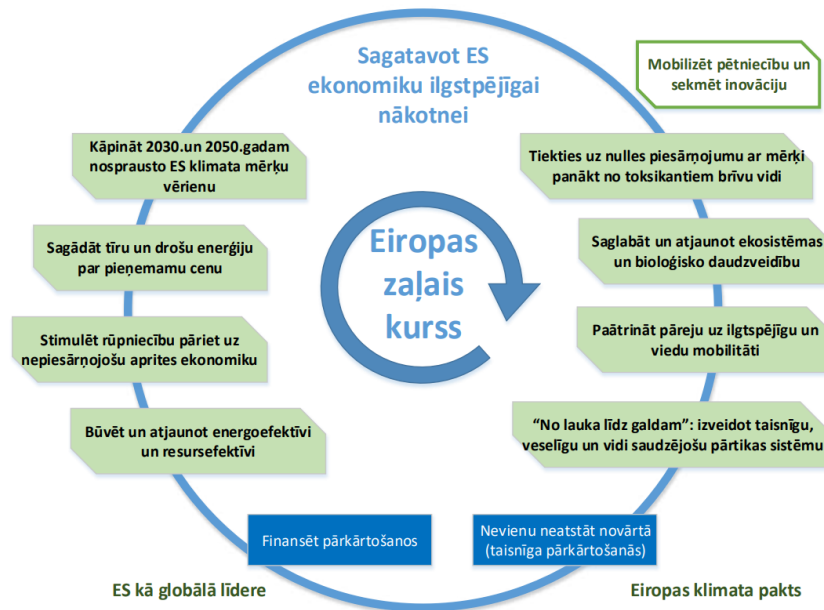 Sagatavot ES
ekonomiku ilgstpējīgai
nākotnei
Mobilizēt pētniecību un
sekmēt inovāciju
Kāpināt 2030.un 2050.gadam
nosprausto ES klimata mērķu
vērienu
Tiekties uz nulles piesārņojumu ar mērķi
panākt no toksikantiem brīvu vidi
Sagādāt tīru un drošu enerģiju
par pieņemamu cenu
Saglabāt un atjaunot ekosistēmas
un bioloģisko daudzveidību
Eiropas
zaļais
kurss
Stimulēt rūpniecību pāriet uz
nepiesārņojošu aprites ekonomiku
Paātrināt pāreju uz ilgtspējīgu un
viedu mobilitāti
Būvēt un atjaunot energoefektīvi
un resursefektīvi
“No lauka līdz galdam”: izveidot taisnīgu,
veselīgu un vidi saudzējošu pārtikas sistēmu
Finansēt pārkārtošanos
Nevienu neatstāt novārtā
(taisnīga pārkārtošanās)
ES kā globālā līdere
Eiropas klimata pakts